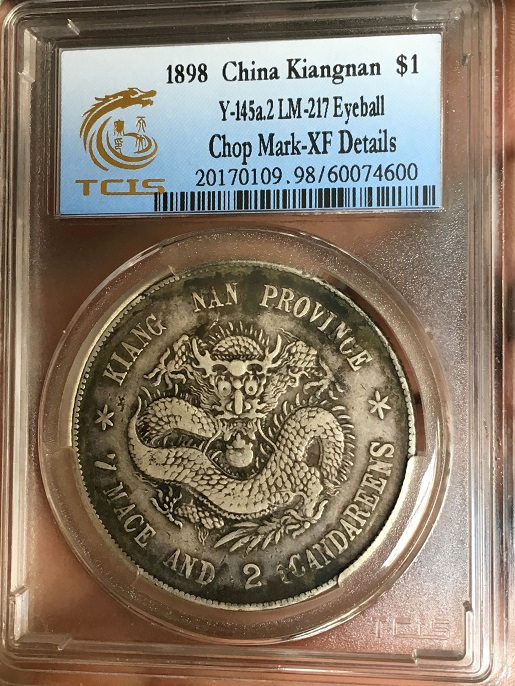 1898 China Kiangnan $1
Y-145a.2 LM-217 Eyeball
Chop Mark-XF Details
20170109.98/60074600
TCIS
KIANG NAN PROVINCE
7 MACE AND 2 CANDAREENS
TCIS